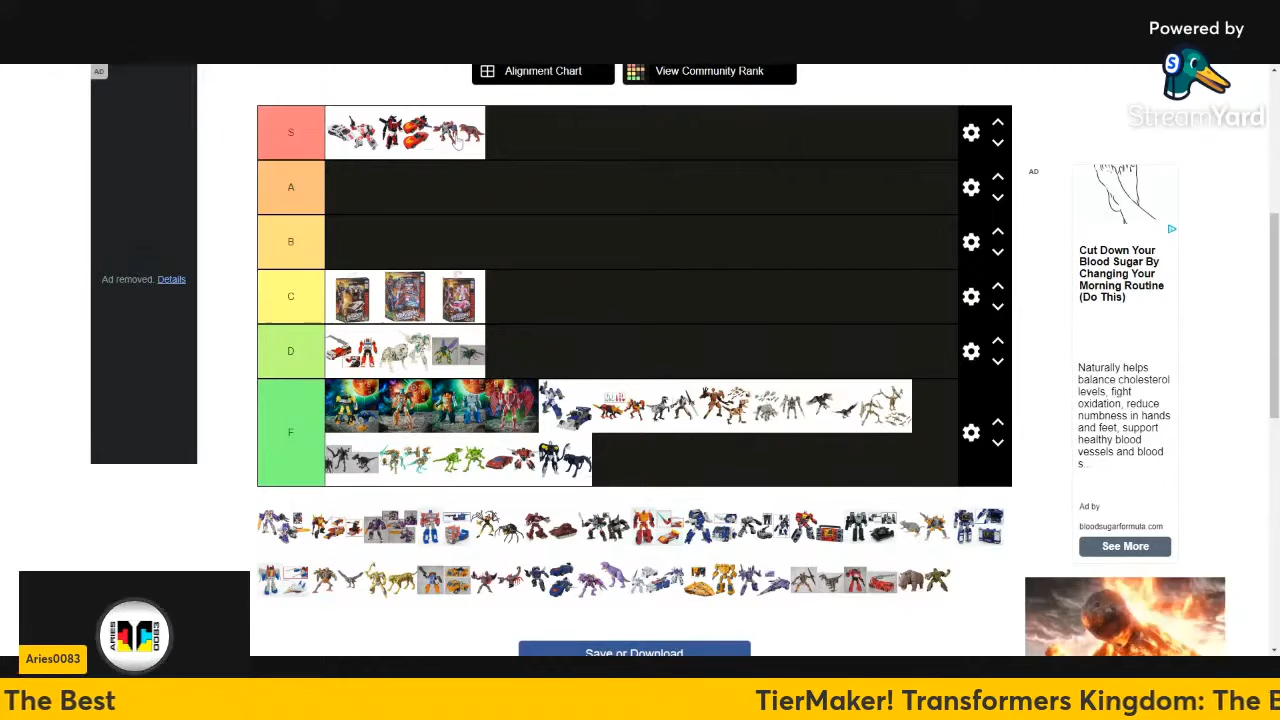 Powered by
StreamYard
AD
Alignment Chart
View Community Rank
S
A
B
C
D
F
Ad removed. Details
AD
Cut Down Your
Blood Sugar By
Changing Your
Morning Routine
(Do This)
Naturally helps
balance cholesterol
levels, fight
oxidation, reduce
numbness in hands
and feet, support
healthy blood
vessels and blood
s...
Ad by
bloodsugarformula.com
See More
Save or Download
ARIES
0083
Aries0083
The Best
TierMaker! Transformers Kingdom: The B